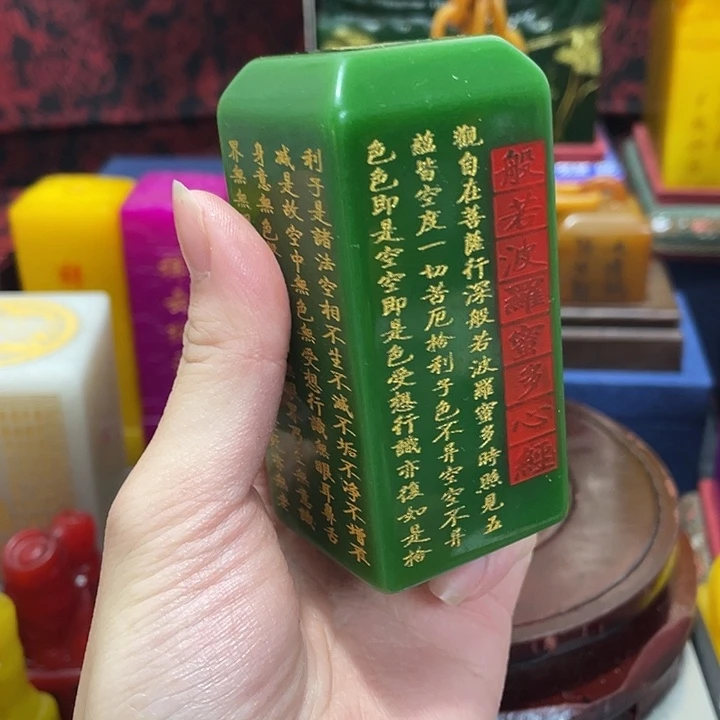 般若波羅蜜多心經
觀自在菩薩行深般若波羅蜜多時照見五
蘊皆空度一切苦厄捨利子色不异空空不异
色色即是空空即是色受想行識亦復如是捨
利子是諸法空相不生不滅不垢不淨不增不
減是故空中無色無受想行識無眼耳鼻舌
身意無色
界無無